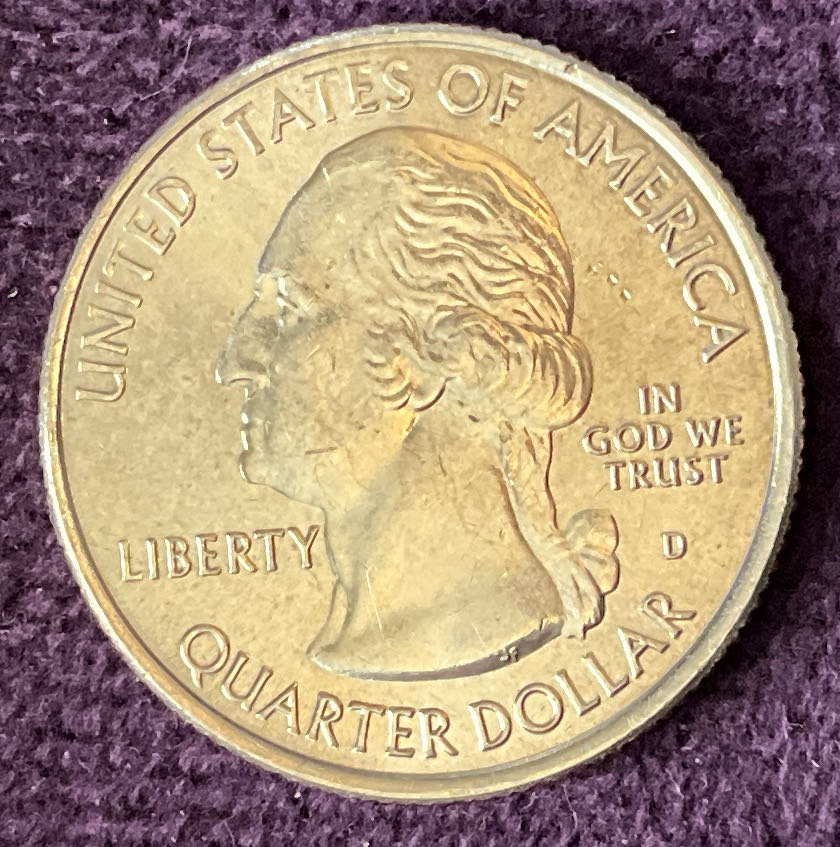 UNITED STATES OF AMERICA
LIBERTY
IN
GOD WE
TRUST
D
QUARTER DOLLAR